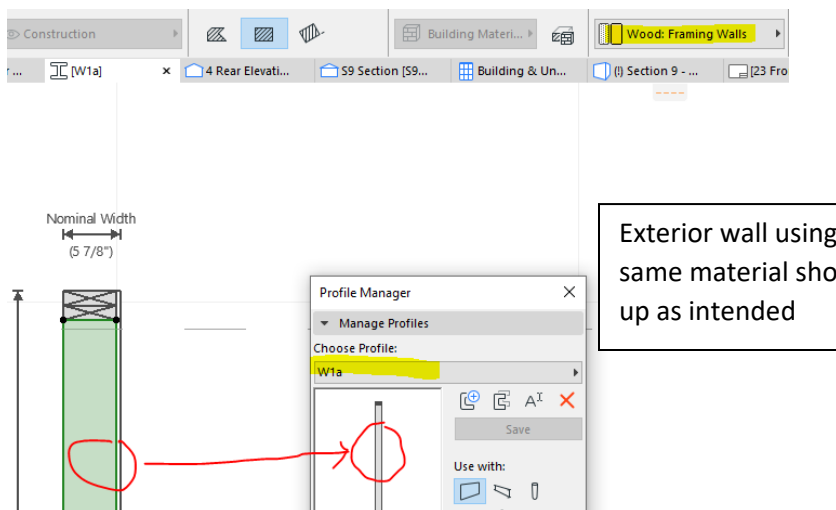 Construction
Building Materi...
Wood: Framing Walls
...
[W1a]
4 Rear Elevati...
S9 Section [S9...
Building & Un...
(!) Section 9 - ...
[23 Fro
Nominal Width
(5 7/8")
Exterior wall using
same material sho
up as intended
Profile Manager
Manage Profiles
Choose Profile:
W1a
Save
Use with: